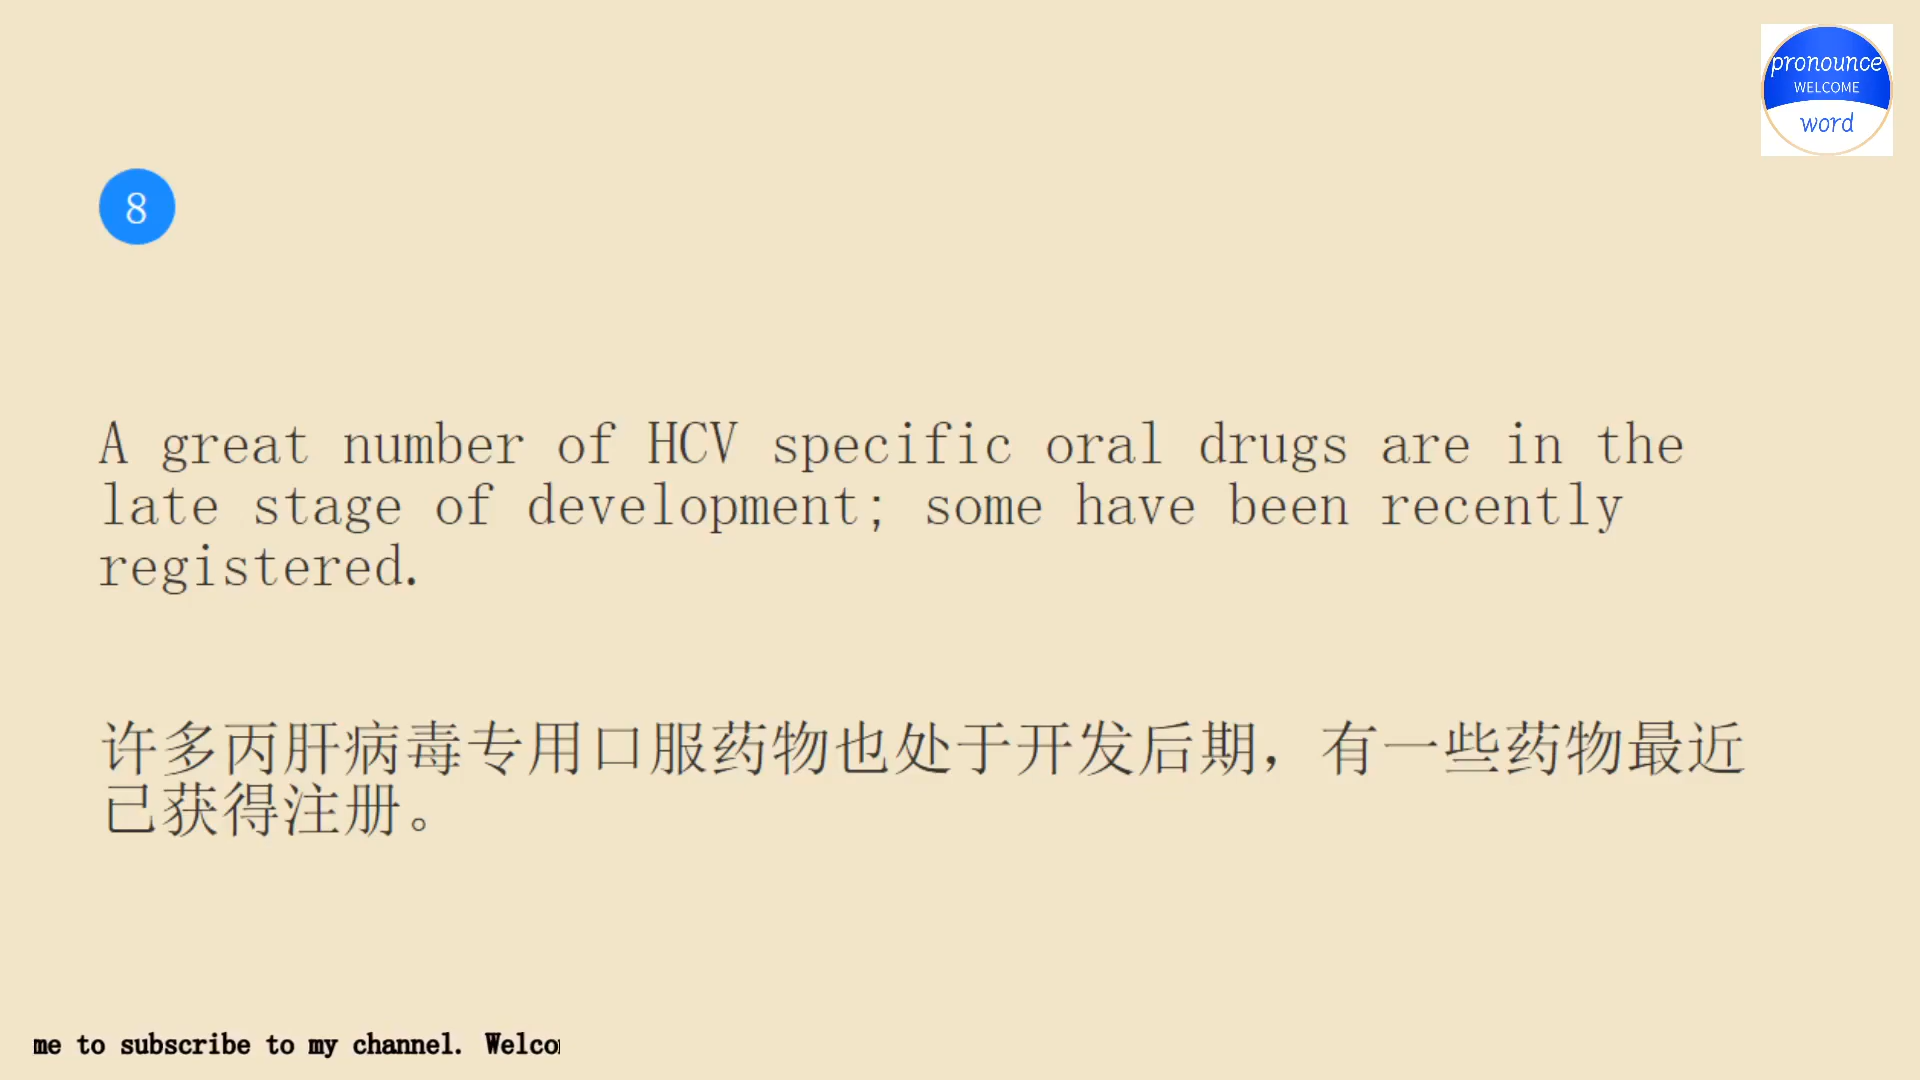 pronounce
WELCOME
word
8
A great number of HCV specific oral drugs are in the
late stage of development; some have been recently
registered.
许多丙肝病毒专用口服药物也处于开发后期，有一些药物最近
已获得注册。
me to subscribe to my channel. Welco